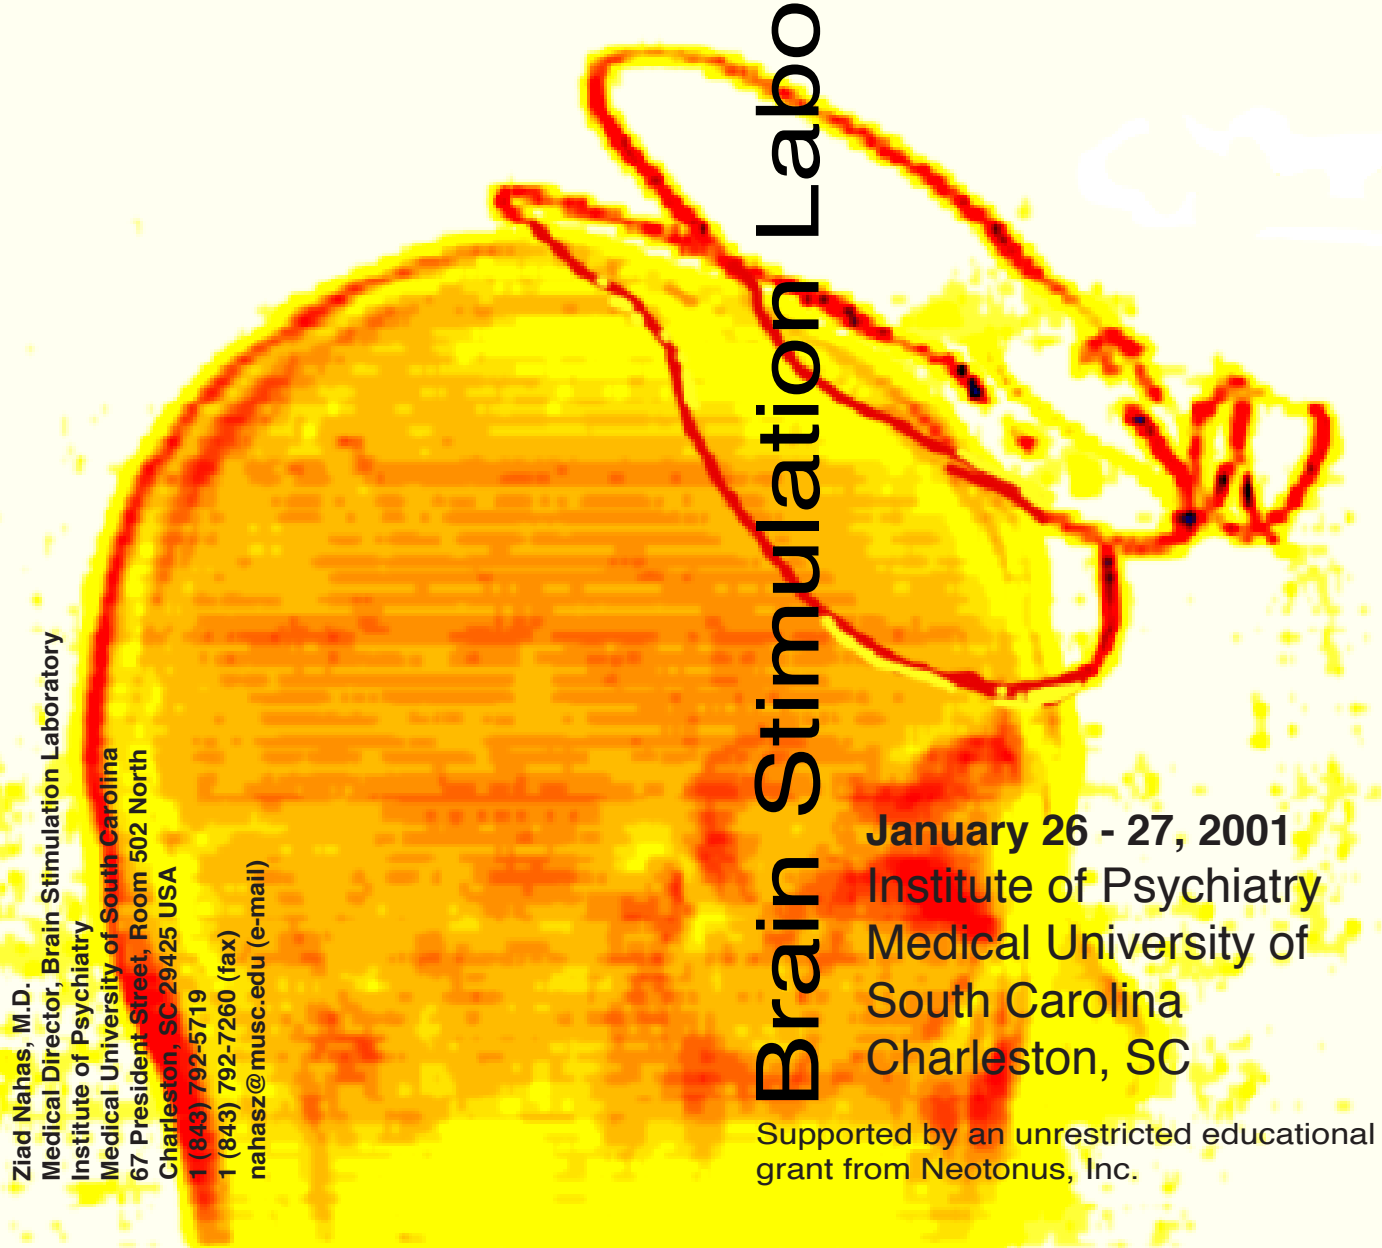 Ziad Nahas, M.D.
Medical Director, Brain Stimulation Laboratory
Institute of Psychiatry
Medical University of South Carolina
67 President Street, Room 502 North
Charleston, SC 29425 USA
1 (843) 792-5719
1 (843) 792-7260 (fax)
nahasz@musc.edu (e-mail)
Brain Stimulation Labo
January 26 - 27, 2001
Institute of Psychiatry
Medical University of
South Carolina
Charleston, SC
Supported by an unrestricted educational
grant from Neotonus, Inc.